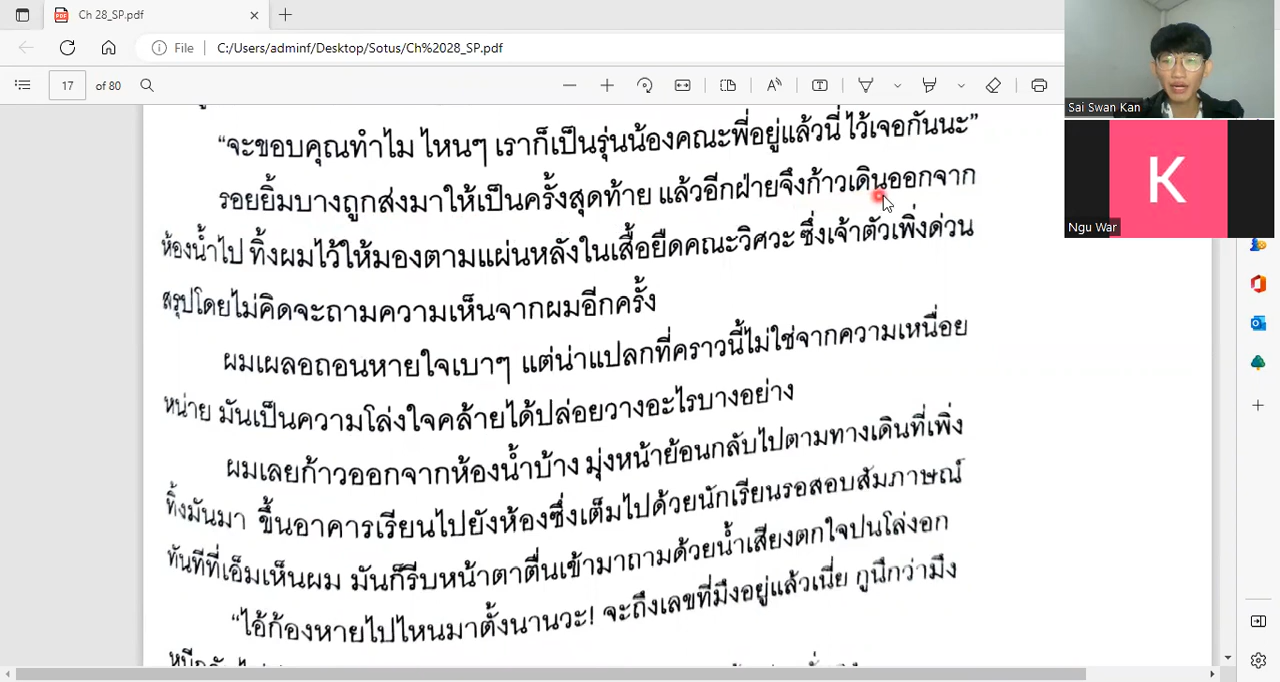 Ch 28_SP.pdf
File
C:/Users/adminf/Desktop/Sotus/Ch%2028_SP.pdf
17 of 80
Sai Swan Kan
K
Ngu War
“จะขอบคุณทำไม ไหนๆ เราก็เป็นรุ่นน้องคณะพี่อยู่แล้วนี่ ไว้เจอกันนะ”
รอยยิ้มบางถูกส่งมาให้เป็นครั้งสุดท้าย แล้วอีกฝ่ายจึงก้าวเดินออกจาก
ห้องน้ำไป ทิ้งผมไว้ให้มองตามแผ่นหลังในเสื้อยืดคณะวิศวะ ซึ่งเจ้าตัวเพิ่งด่วน
สรุปโดยไม่คิดจะถามความเห็นจากผมอีกครั้ง
ผมเผลอถอนหายใจเบาๆ แต่น่าแปลกที่คราวนี้ไม่ใช่จากความเหนื่อย
หน่าย มันเป็นความโล่งใจคล้ายได้ปล่อยวางอะไรบางอย่าง
ผมเลยก้าวออกจากห้องน้ำบ้าง มุ่งหน้าย้อนกลับไปตามทางเดินที่เพิ่ง
ทิ้งมันมา ขึ้นอาคารเรียนไปยังห้องซึ่งเต็มไปด้วยนักเรียนรอสอบสัมภาษณ์
ทันทีที่เอ็มเห็นผม มันก็รีบหน้าตาตื่นเข้ามาถามด้วยน้ำเสียงตกใจปนโล่งอก
“ไอ้ก้องหายไปไหนมาตั้งนานวะ! จะถึงเลขที่มึงอยู่แล้วเนี่ย กูนึกว่ามึง